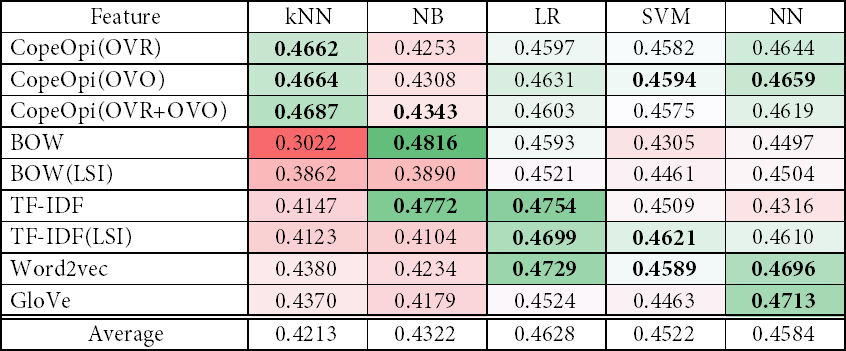 Feature kNN NB LR SVM NN
CopeOpi(OVR) 0.4662 0.4253 0.4597 0.4582 0.4644
CopeOpi(OVO) 0.4664 0.4308 0.4631 0.4594 0.4659
CopeOpi(OVR+OVO) 0.4687 0.4343 0.4603 0.4575 0.4619
BOW 0.3022 0.4816 0.4593 0.4305 0.4497
BOW(LSI) 0.3862 0.3890 0.4521 0.4461 0.4504
TF-IDF 0.4147 0.4772 0.4754 0.4509 0.4316
TF-IDF(LSI) 0.4123 0.4104 0.4699 0.4621 0.4610
Word2vec 0.4380 0.4234 0.4729 0.4589 0.4696
GloVe 0.4370 0.4179 0.4524 0.4463 0.4713
Average 0.4213 0.4322 0.4628 0.4522 0.4584